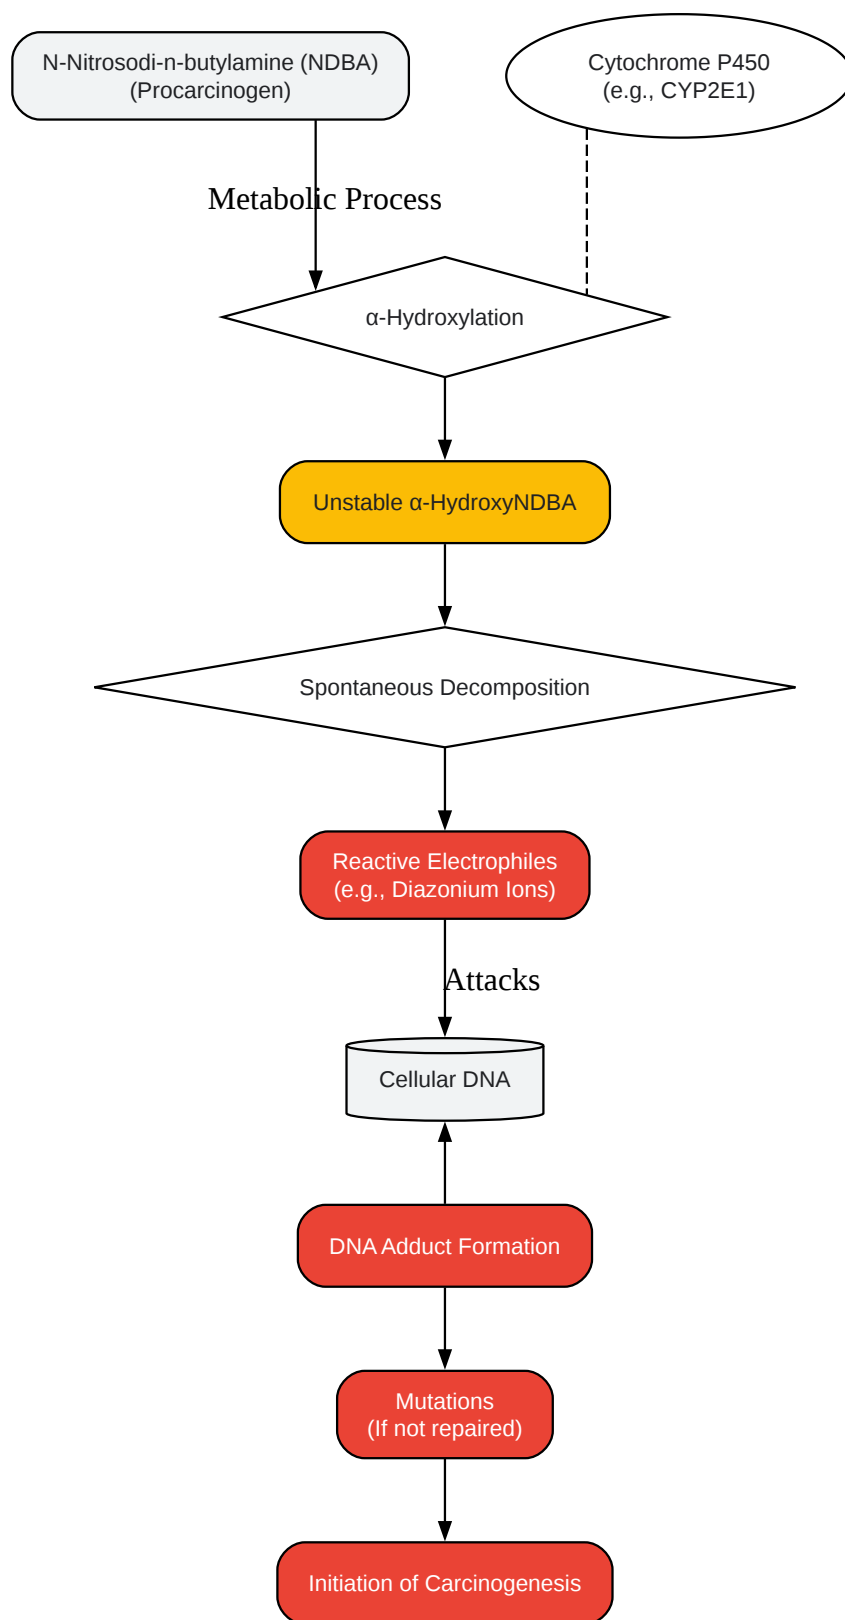 N-Nitrosodi-n-butylamine (NDBA)
(Procarcinogen)
Cytochrome P450
(e.g., CYP2E1)
Metabolic Process
α-Hydroxylation
Unstable α-HydroxyNDBA
Spontaneous Decomposition
Reactive Electrophiles
(e.g., Diazonium Ions)
Attacks
Cellular DNA
DNA Adduct Formation
Mutations
(If not repaired)
Initiation of Carcinogenesis